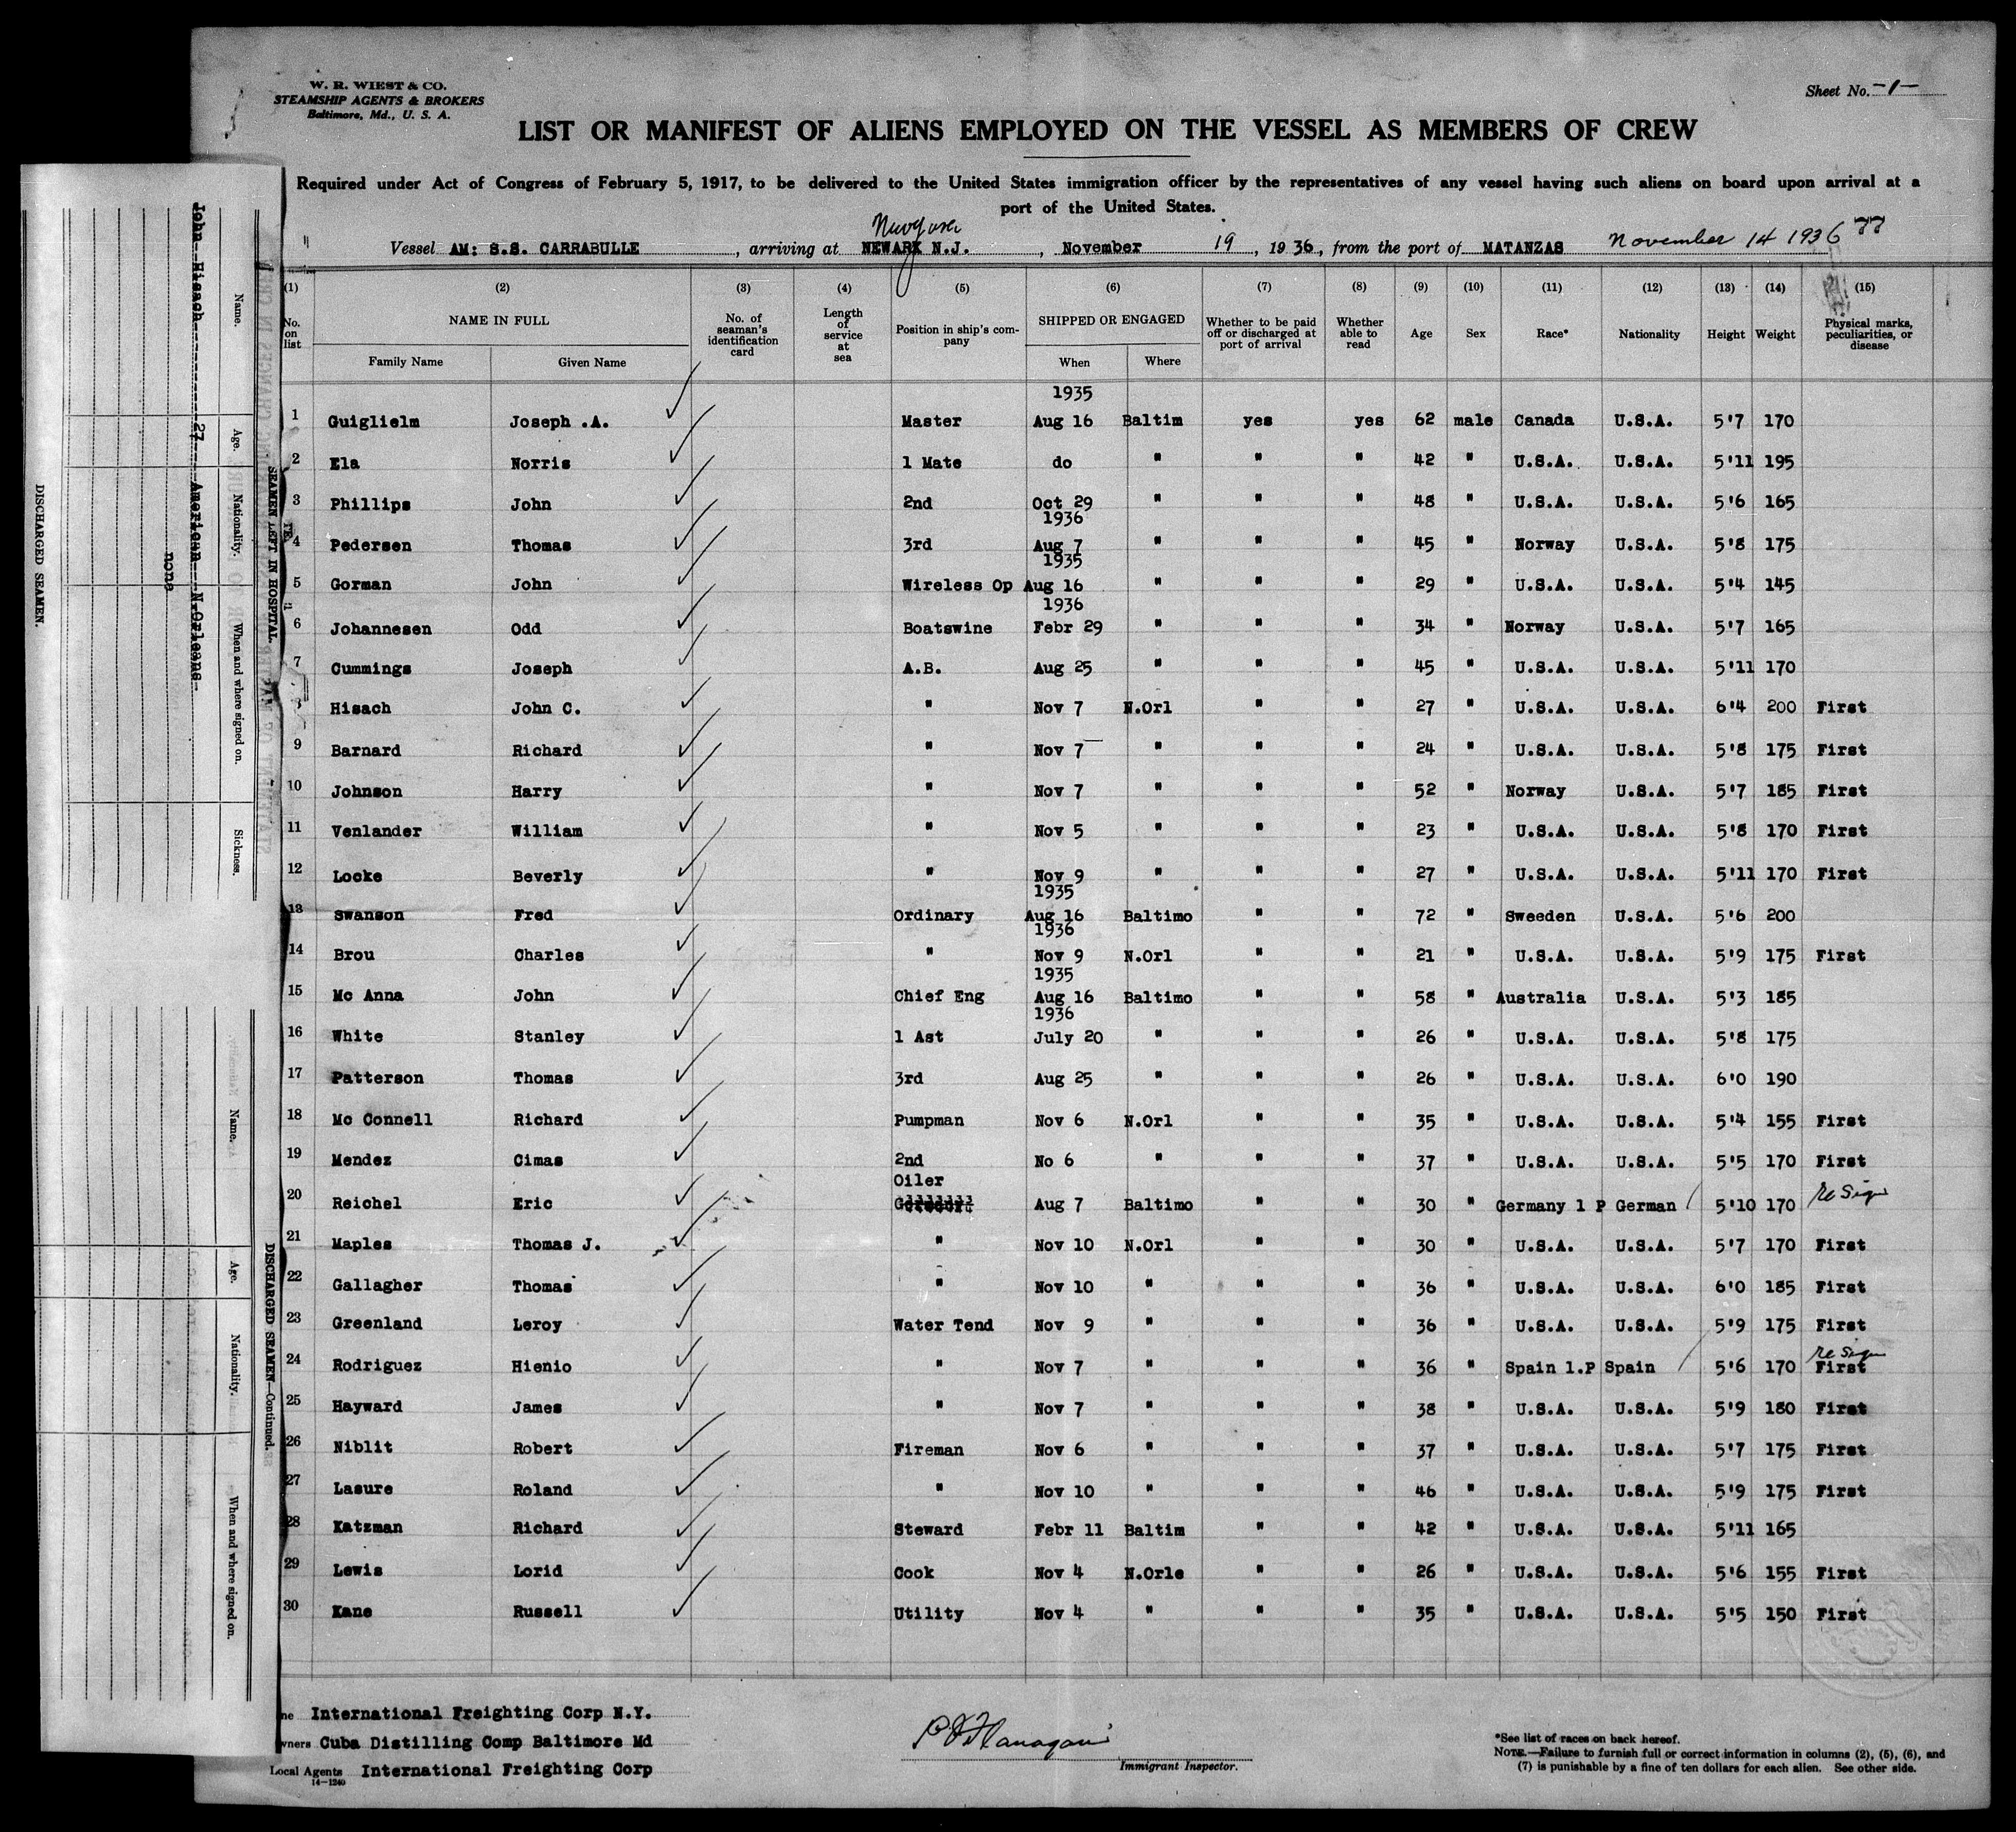 W. R. WIEST & CO.
STEAMSHIP AGENTS & BROKERS
Baltimore, Md., U. S. A.
Sheet No. -1-
LIST OR MANIFEST OF ALIENS EMPLOYED ON THE VESSEL AS MEMBERS OF CREW
Required under Act of Congress of February 5, 1917, to be delivered to the United States immigration officer by the representatives of any vessel having such aliens on board upon arrival at a
port of the United States.
Vessel AM: S.S. CARRABULLE, arriving at NEWARK N.J., November 19, 1936, from the port of MATANZAS November 14 1936 77
(1) (2) (3) (4) (5) (6) (7) (8) (9) (10) (11) (12) (13) (14) (15)
No. on list NAME IN FULL Family Name Given Name No. of seaman's identification card Length of service at sea Position in ship's company SHIPPED OR ENGAGED When Where Whether to be paid off or discharged at port of arrival Whether able to read Age Sex Race* Nationality Height Weight Physical marks, peculiarities, or disease
1935
1 Guiglielm Joseph .A. Master Aug 16 Baltim yes yes 62 male Canada U.S.A. 5'7 170
2 Ela Norris 1 Mate do " " " 42 " U.S.A. U.S.A. 5'11 195
3 Phillips John 2nd Oct 29 " " " 48 " U.S.A. U.S.A. 5'6 165
1936
4 Pedersen Thomas 3rd Aug 7 " " " 45 " Norway U.S.A. 5'8 175
1935
5 Gorman John Wireless Op Aug 16 " " " 29 " U.S.A. U.S.A. 5'4 145
1936
6 Johannesen Odd Boatswine Febr 29 " " " 34 " Norway U.S.A. 5'7 165
7 Cummings Joseph A.B. Aug 25 " " " 45 " U.S.A. U.S.A. 5'11 170
8 Hisach John C. " Nov 7 N.Orl " " 27 " U.S.A. U.S.A. 6'4 200 First
9 Barnard Richard " Nov 7 " " " 24 " U.S.A. U.S.A. 5'8 175 First
10 Johnson Harry " Nov 7 " " " 52 " Norway U.S.A. 5'7 185 First
11 Venlander William " Nov 5 " " " 23 " U.S.A. U.S.A. 5'8 170 First
12 Locke Beverly " Nov 9 " " " 27 " U.S.A. U.S.A. 5'11 170 First
1935
13 Swanson Fred Ordinary Aug 16 Baltimo " " 72 " Sweeden U.S.A. 5'6 200
1936
14 Brou Charles " Nov 9 N.Orl " " 21 " U.S.A. U.S.A. 5'9 175 First
1935
15 Mc Anna John Chief Eng Aug 16 Baltimo " " 58 " Australia U.S.A. 5'3 185
1936
16 White Stanley 1 Ast July 20 " " " 26 " U.S.A. U.S.A. 5'8 175
17 Patterson Thomas 3rd Aug 25 " " " 26 " U.S.A. U.S.A. 6'0 190
18 Mc Connell Richard Pumpman Nov 6 N.Orl " " 35 " U.S.A. U.S.A. 5'4 155 First
19 Mendez Cimas 2nd No 6 " " " 37 " U.S.A. U.S.A. 5'5 170 First
Oiler
20 Reichel Eric Aug 7 Baltimo " " 30 " Germany 1 P German 5'10 170 re Sign
21 Maples Thomas J. " Nov 10 N.Orl " " 30 " U.S.A. U.S.A. 5'7 170 First
22 Gallagher Thomas " Nov 10 " " " 36 " U.S.A. U.S.A. 6'0 185 First
23 Greenland Leroy Water Tend Nov 9 " " " 36 " U.S.A. U.S.A. 5'9 175 First
re Sign
24 Rodriguez Hienio " Nov 7 " " " 36 " Spain 1.P Spain 5'6 170 First
25 Hayward James " Nov 7 " " " 38 " U.S.A. U.S.A. 5'9 180 First
26 Niblit Robert Fireman Nov 6 " " " 37 " U.S.A. U.S.A. 5'7 175 First
27 Lasure Roland " Nov 10 " " " 46 " U.S.A. U.S.A. 5'9 175 First
28 Katzman Richard Steward Febr 11 Baltim " " 42 " U.S.A. U.S.A. 5'11 165
29 Lewis Lorid Cook Nov 4 N.Orle " " 26 " U.S.A. U.S.A. 5'6 155 First
30 Kane Russell Utility Nov 4 " " " 35 " U.S.A. U.S.A. 5'5 150 First
International Freighting Corp N.Y.
wners Cuba Distilling Comp Baltimore Md
Local Agents International Freighting Corp
14-1240
P J Flanagan
Immigrant Inspector.
*See list of races on back hereof.
NOTE.—Failure to furnish full or correct information in columns (2), (5), (6), and
(7) is punishable by a fine of ten dollars for each alien. See other side.
SEAMEN LEFT IN HOSPITAL.
Name. Age. Nationality. When and where signed on. Sickness.
John Hisach 27 American N.Orleans
none
DISCHARGED SEAMEN.
DISCHARGED SEAMEN—Continued.
Name. Age. Nationality. When and where signed on.